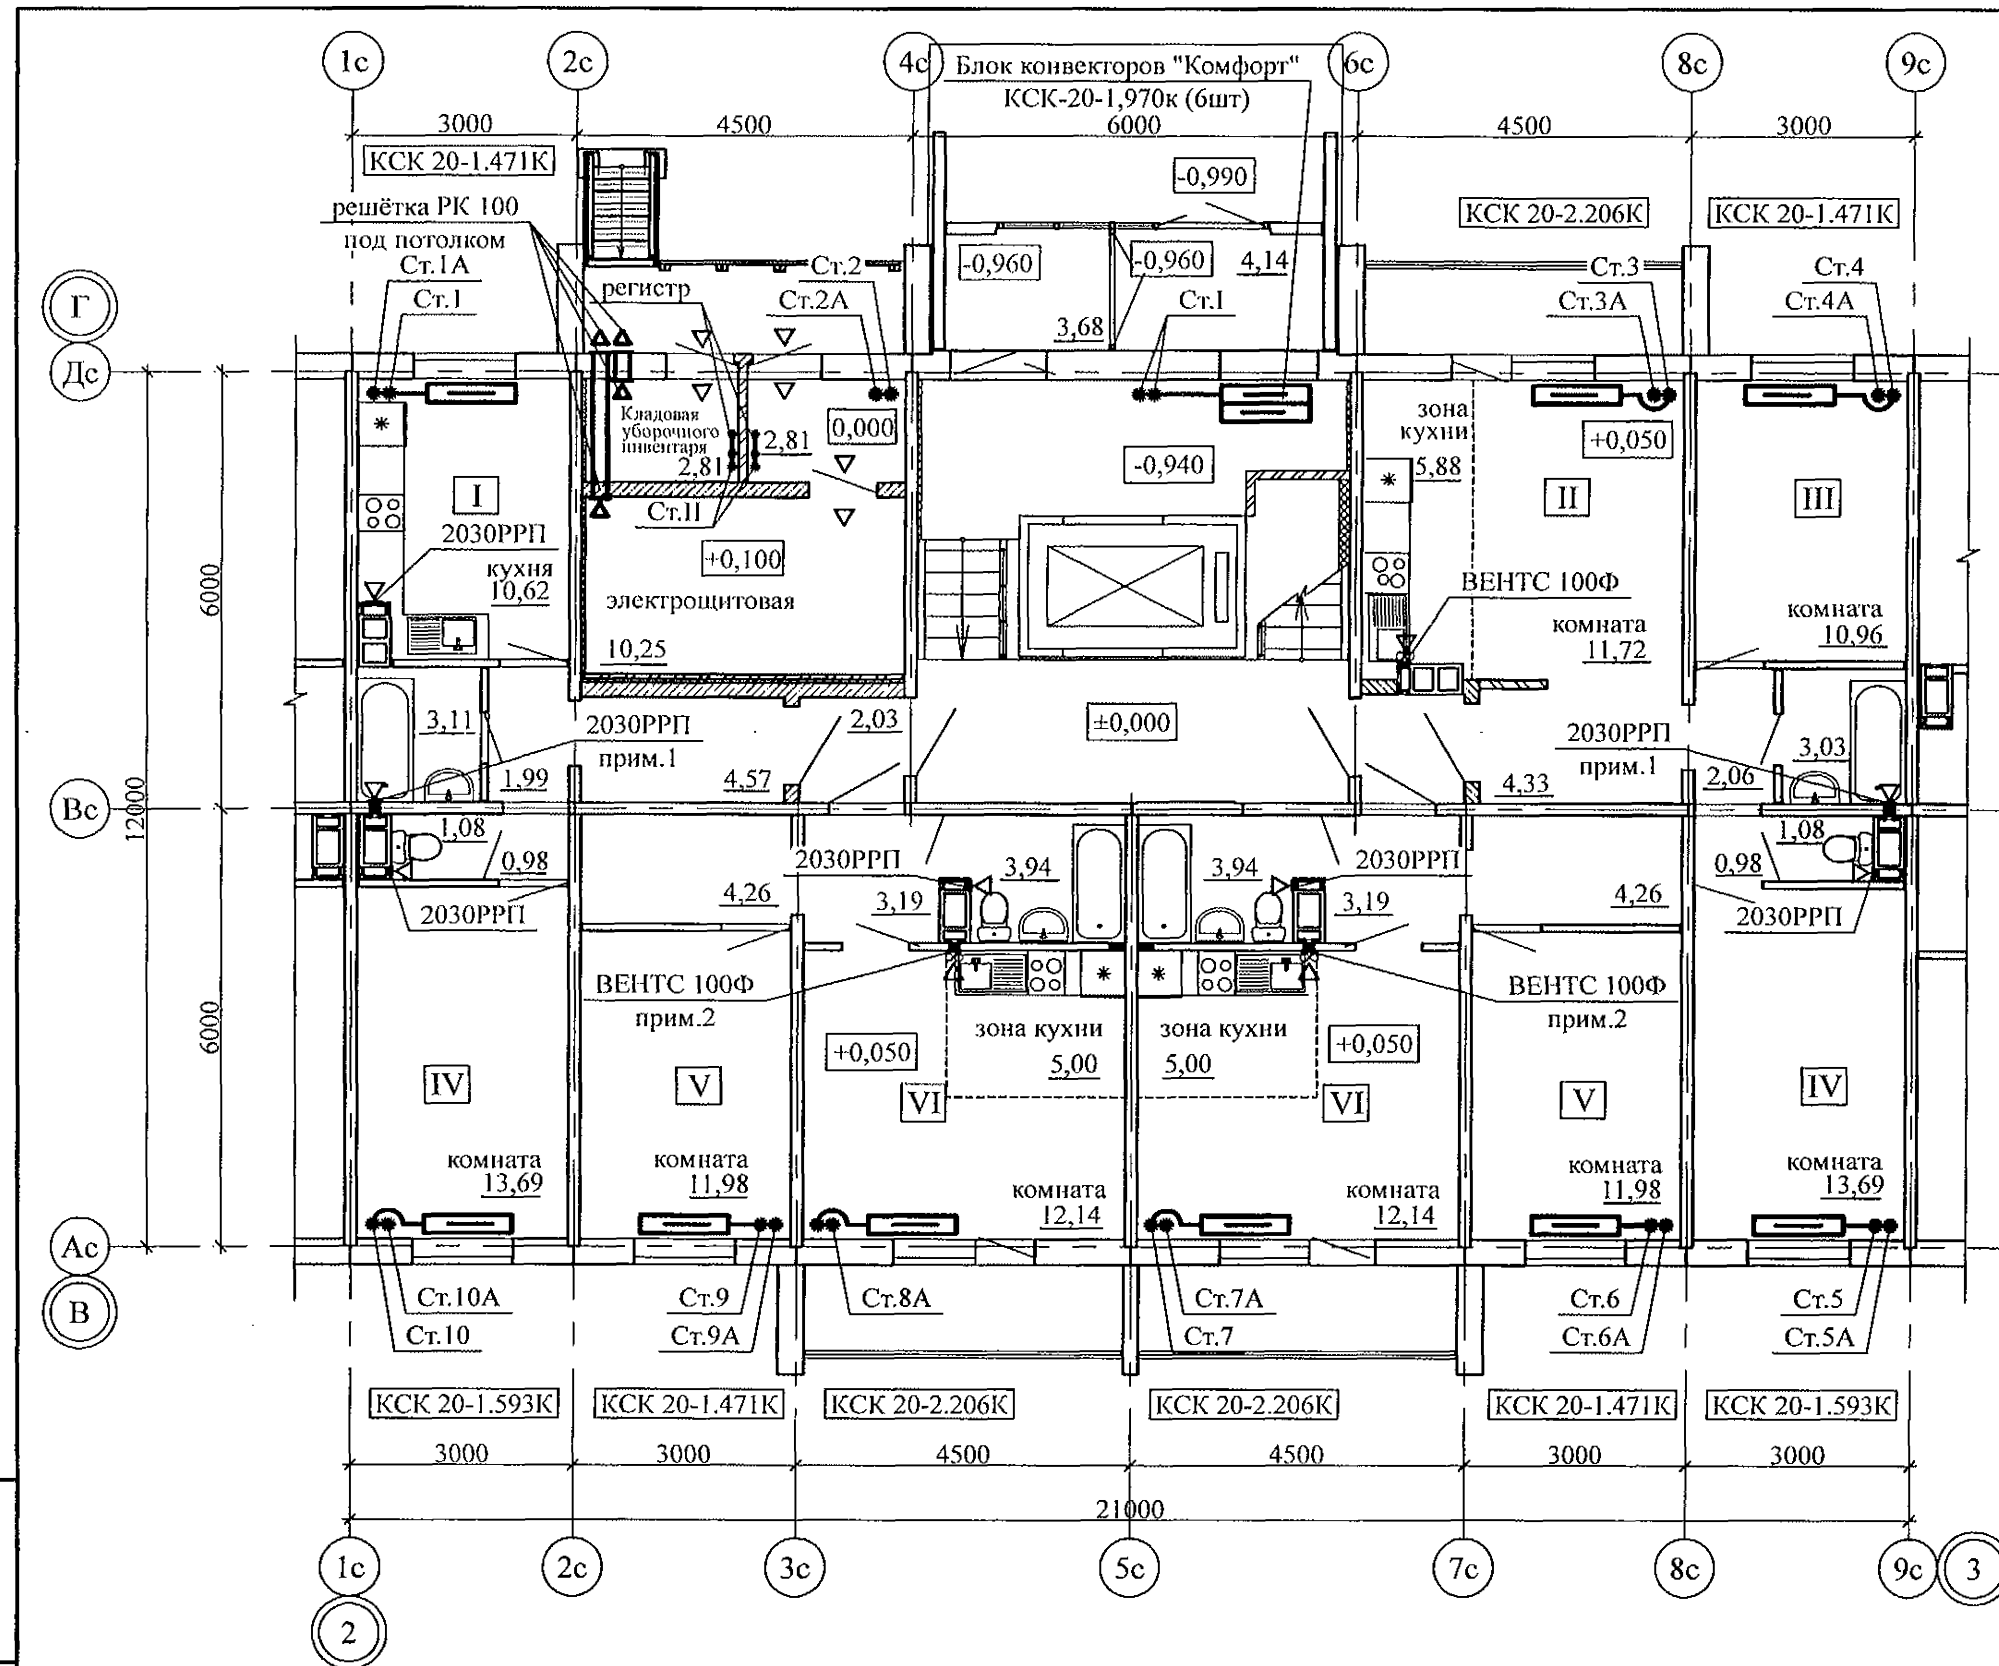 1с 2с 4с 6с 8с 9с
Блок конвекторов "Комфорт"
КСК-20-1,970к (6шт)
3000 4500 6000 4500 3000
КСК 20-1.471К
-0,990
КСК 20-2.206К КСК 20-1.471К
решётка РК 100
под потолком
Ст.1А
Ст.1
регистр
Ст.2
Ст.2А
-0,960
-0,960
4,14
3,68
Ст.I
Ст.3
Ст.3А
Ст.4
Ст.4А
Г
Дс
Кладовая
уборочного
инвентаря
2,81
2,81
0,000
-0,940
зона
кухни
5,88
+0,050
I
II
III
Ст.II
2030РРП
кухня
10,62
+0,100
электрощитовая
10,25
ВЕНТС 100Ф
комната
11,72
комната
10,96
6000
3,11
2030РРП
прим.1
1,99
4,57
2,03
±0,000
2030РРП
прим.1
4,33
2,06
3,03
Вс
12000
1,08
0,98
2030РРП
4,26
2030РРП
3,19
3,94
3,94
2030РРП
3,19
4,26
1,08
0,98
2030РРП
ВЕНТС 100Ф
прим.2
ВЕНТС 100Ф
прим.2
6000
+0,050
зона кухни
5,00
зона кухни
5,00
+0,050
IV V VI VI V IV
комната
13,69
комната
11,98
комната
12,14
комната
12,14
комната
11,98
комната
13,69
Ас
В
Ст.10А
Ст.10
Ст.9
Ст.9А
Ст.8А
Ст.7А
Ст.7
Ст.6
Ст.6А
Ст.5
Ст.5А
КСК 20-1.593К КСК 20-1.471К КСК 20-2.206К КСК 20-2.206К КСК 20-1.471К КСК 20-1.593К
3000 3000 4500 4500 3000 3000
21000
1с 2с 3с 5с 7с 8с 9с 3
2